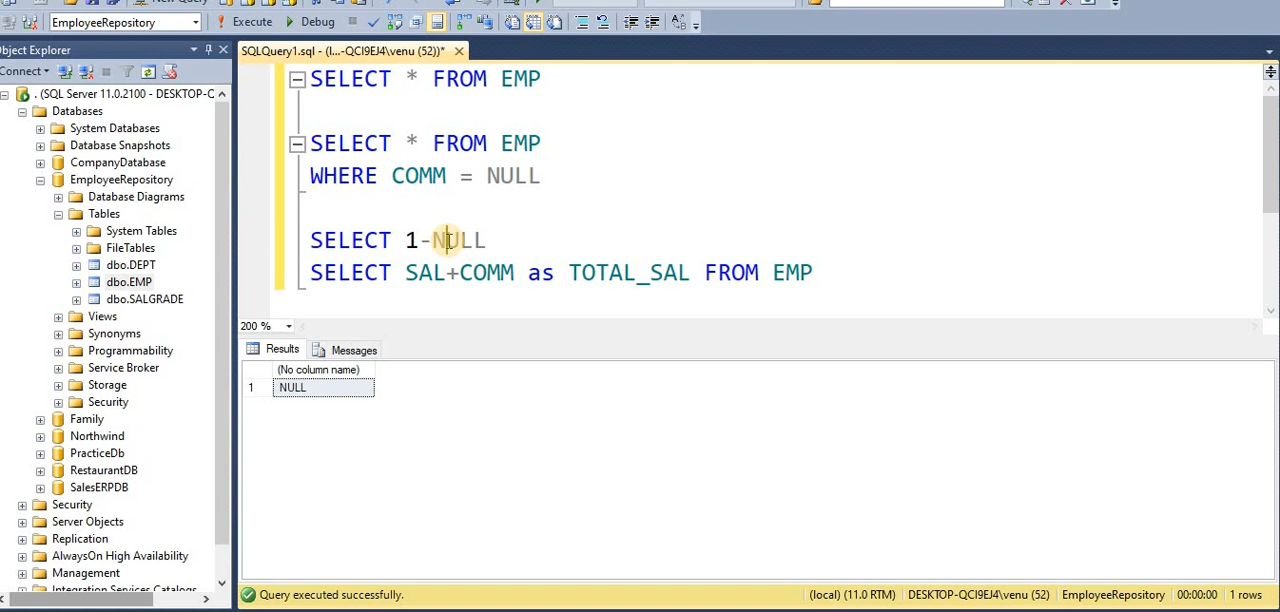 EmployeeRepository
Execute
Debug
Object Explorer
Connect
. (SQL Server 11.0.2100 - DESKTOP-C
Databases
System Databases
Database Snapshots
CompanyDatabase
EmployeeRepository
Database Diagrams
Tables
System Tables
FileTables
dbo.DEPT
dbo.EMP
dbo.SALGRADE
Views
Synonyms
Programmability
Service Broker
Storage
Security
Family
Northwind
PracticeDb
RestaurantDB
SalesERPDB
Security
Server Objects
Replication
AlwaysOn High Availability
Management
Integration Services Catalogs
SQLQuery1.sql - (l...-QCI9EJ4\venu (52))*
SELECT * FROM EMP
SELECT * FROM EMP
WHERE COMM = NULL
SELECT 1-NULL
SELECT SAL+COMM as TOTAL_SAL FROM EMP
200 %
Results
Messages
(No column name)
1 NULL
Query executed successfully.
(local) (11.0 RTM)
DESKTOP-QCI9EJ4\venu (52)
EmployeeRepository
00:00:00
1 rows